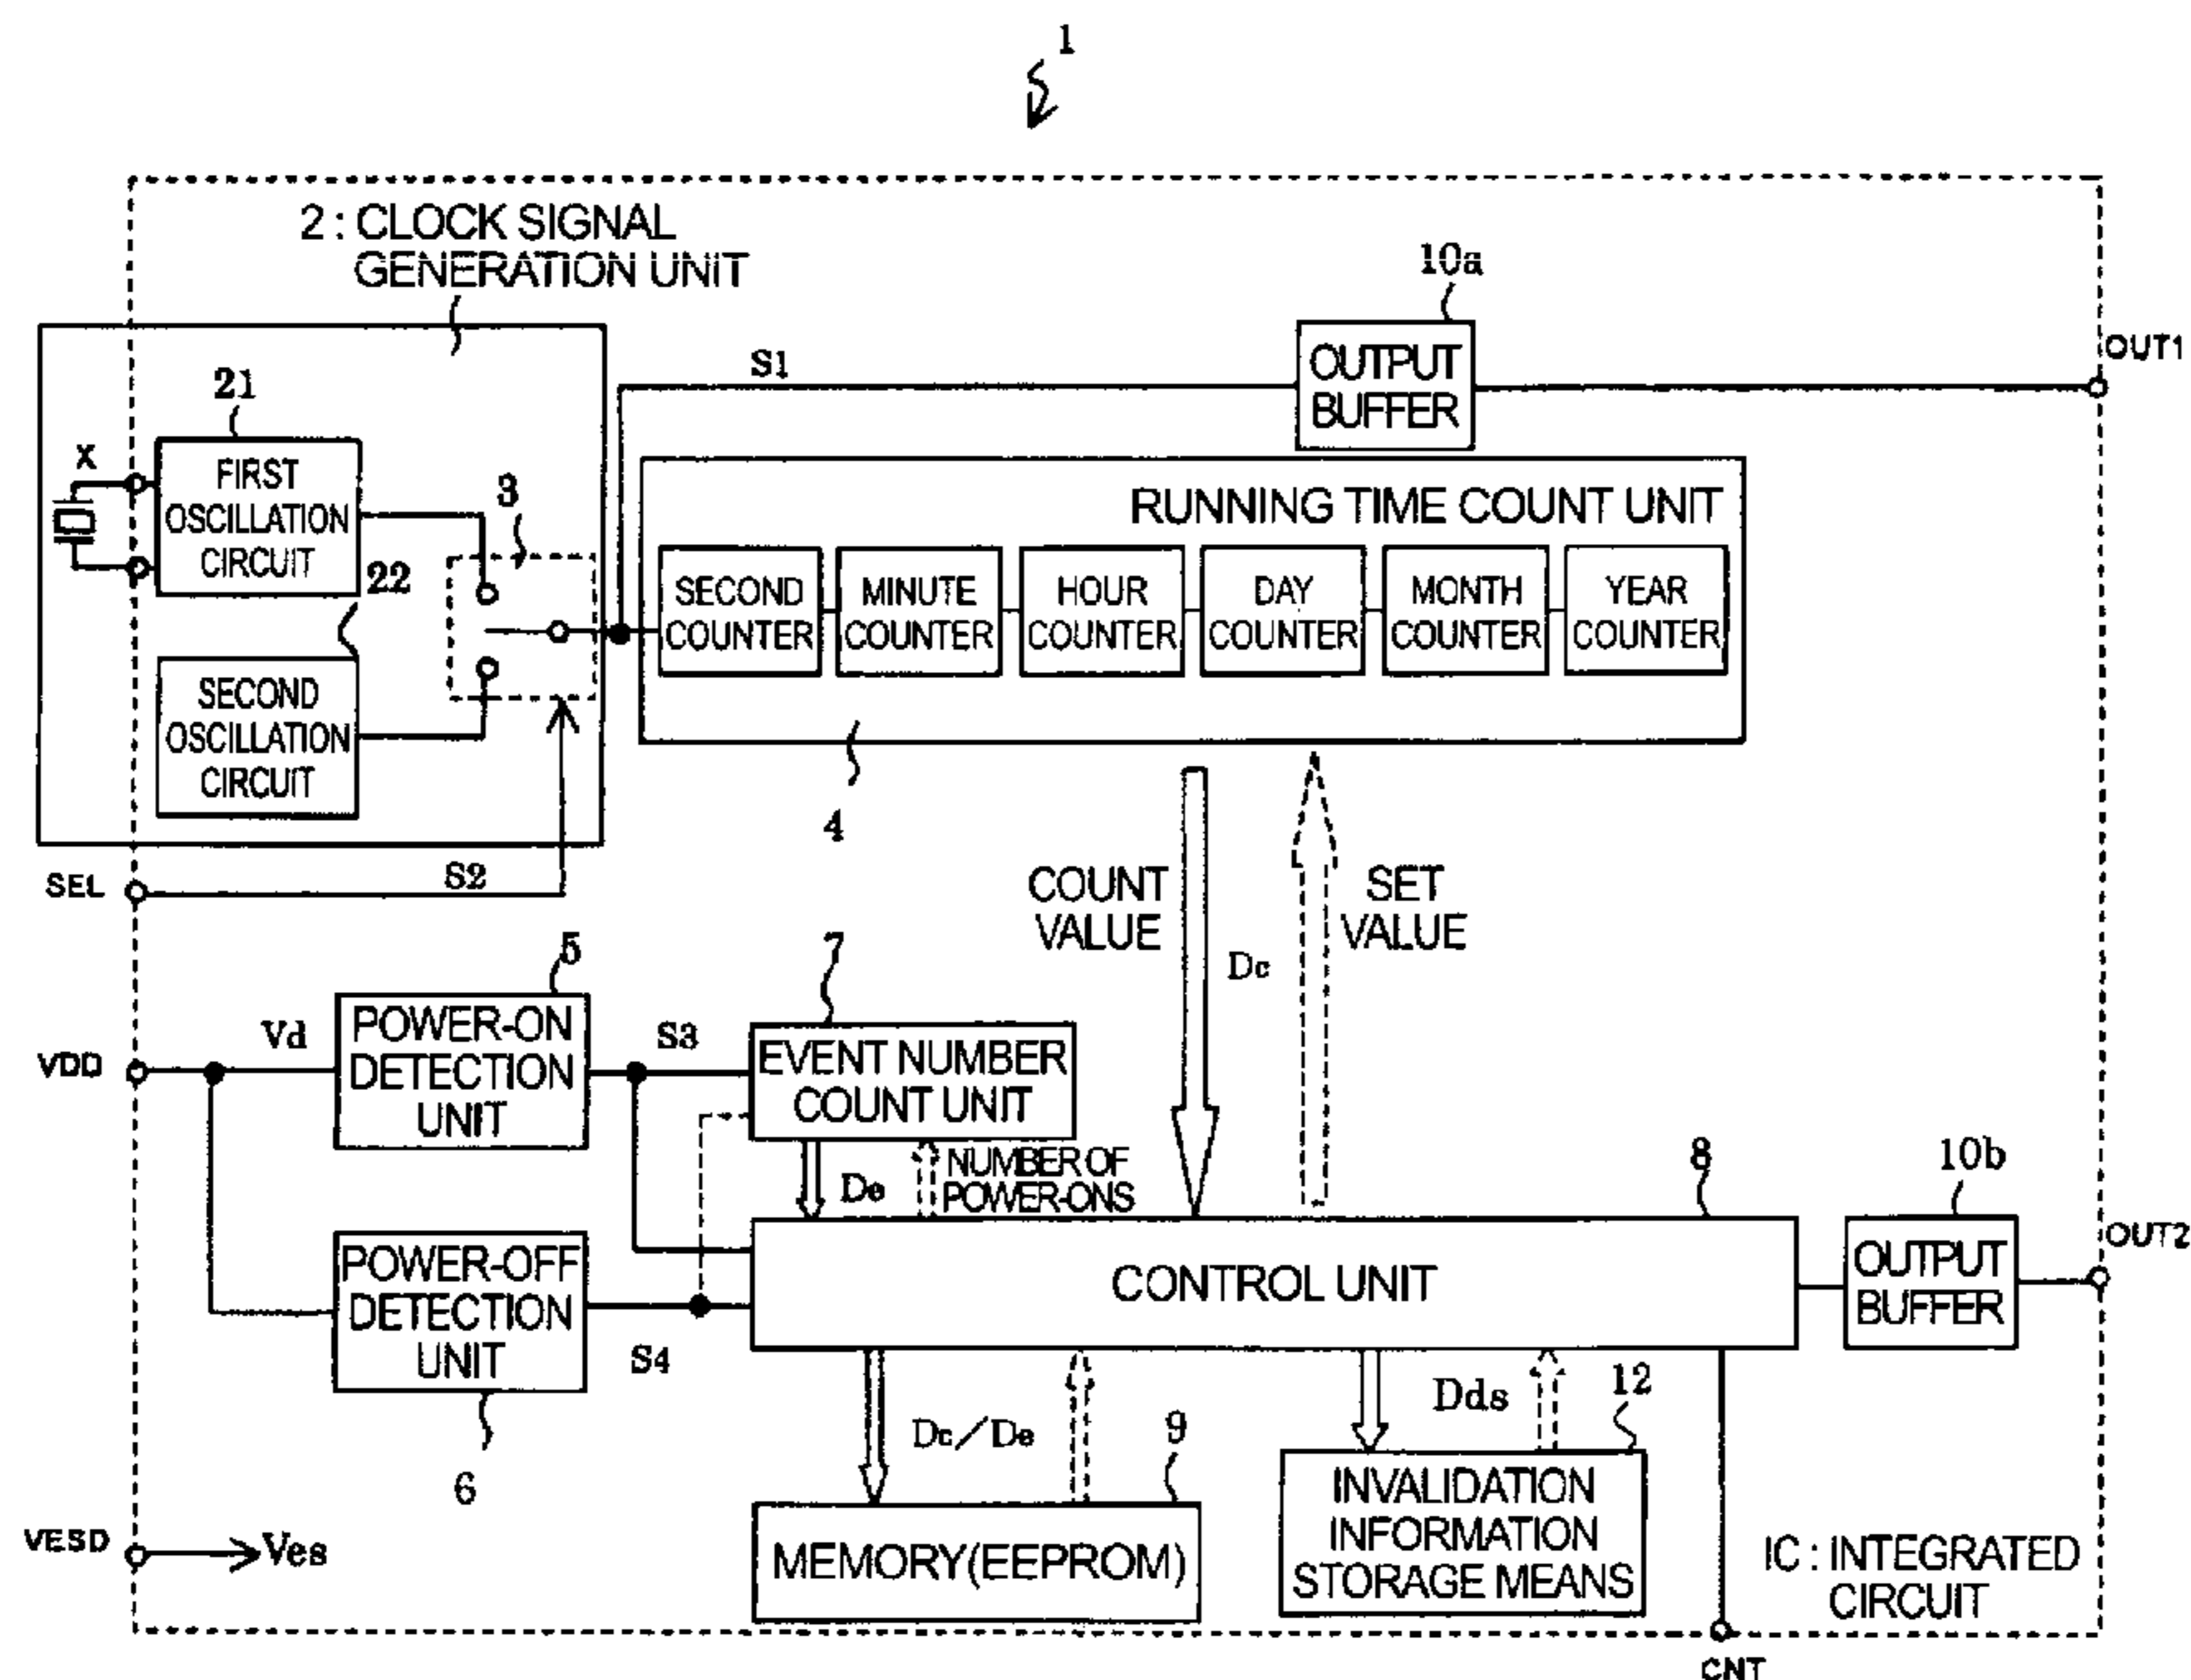 1
2 : CLOCK SIGNAL
GENERATION UNIT
10a
OUTPUT
BUFFER
OUT1
S1
21
X
FIRST
OSCILLATION
CIRCUIT
3
22
SECOND
OSCILLATION
CIRCUIT
RUNNING TIME COUNT UNIT
SECOND
COUNTER
MINUTE
COUNTER
HOUR
COUNTER
DAY
COUNTER
MONTH
COUNTER
YEAR
COUNTER
4
SEL
S2
COUNT
VALUE
Dc
SET
VALUE
5
VDD
Vd
POWER-ON
DETECTION
UNIT
S3
7
EVENT NUMBER
COUNT UNIT
De
NUMBER OF
POWER-ONS
8
10b
CONTROL UNIT
OUTPUT
BUFFER
OUT2
POWER-OFF
DETECTION
UNIT
S4
6
Dc/De
9
Dds
12
MEMORY(EEPROM)
INVALIDATION
INFORMATION
STORAGE MEANS
VESD
Ves
IC : INTEGRATED
CIRCUIT
CNT